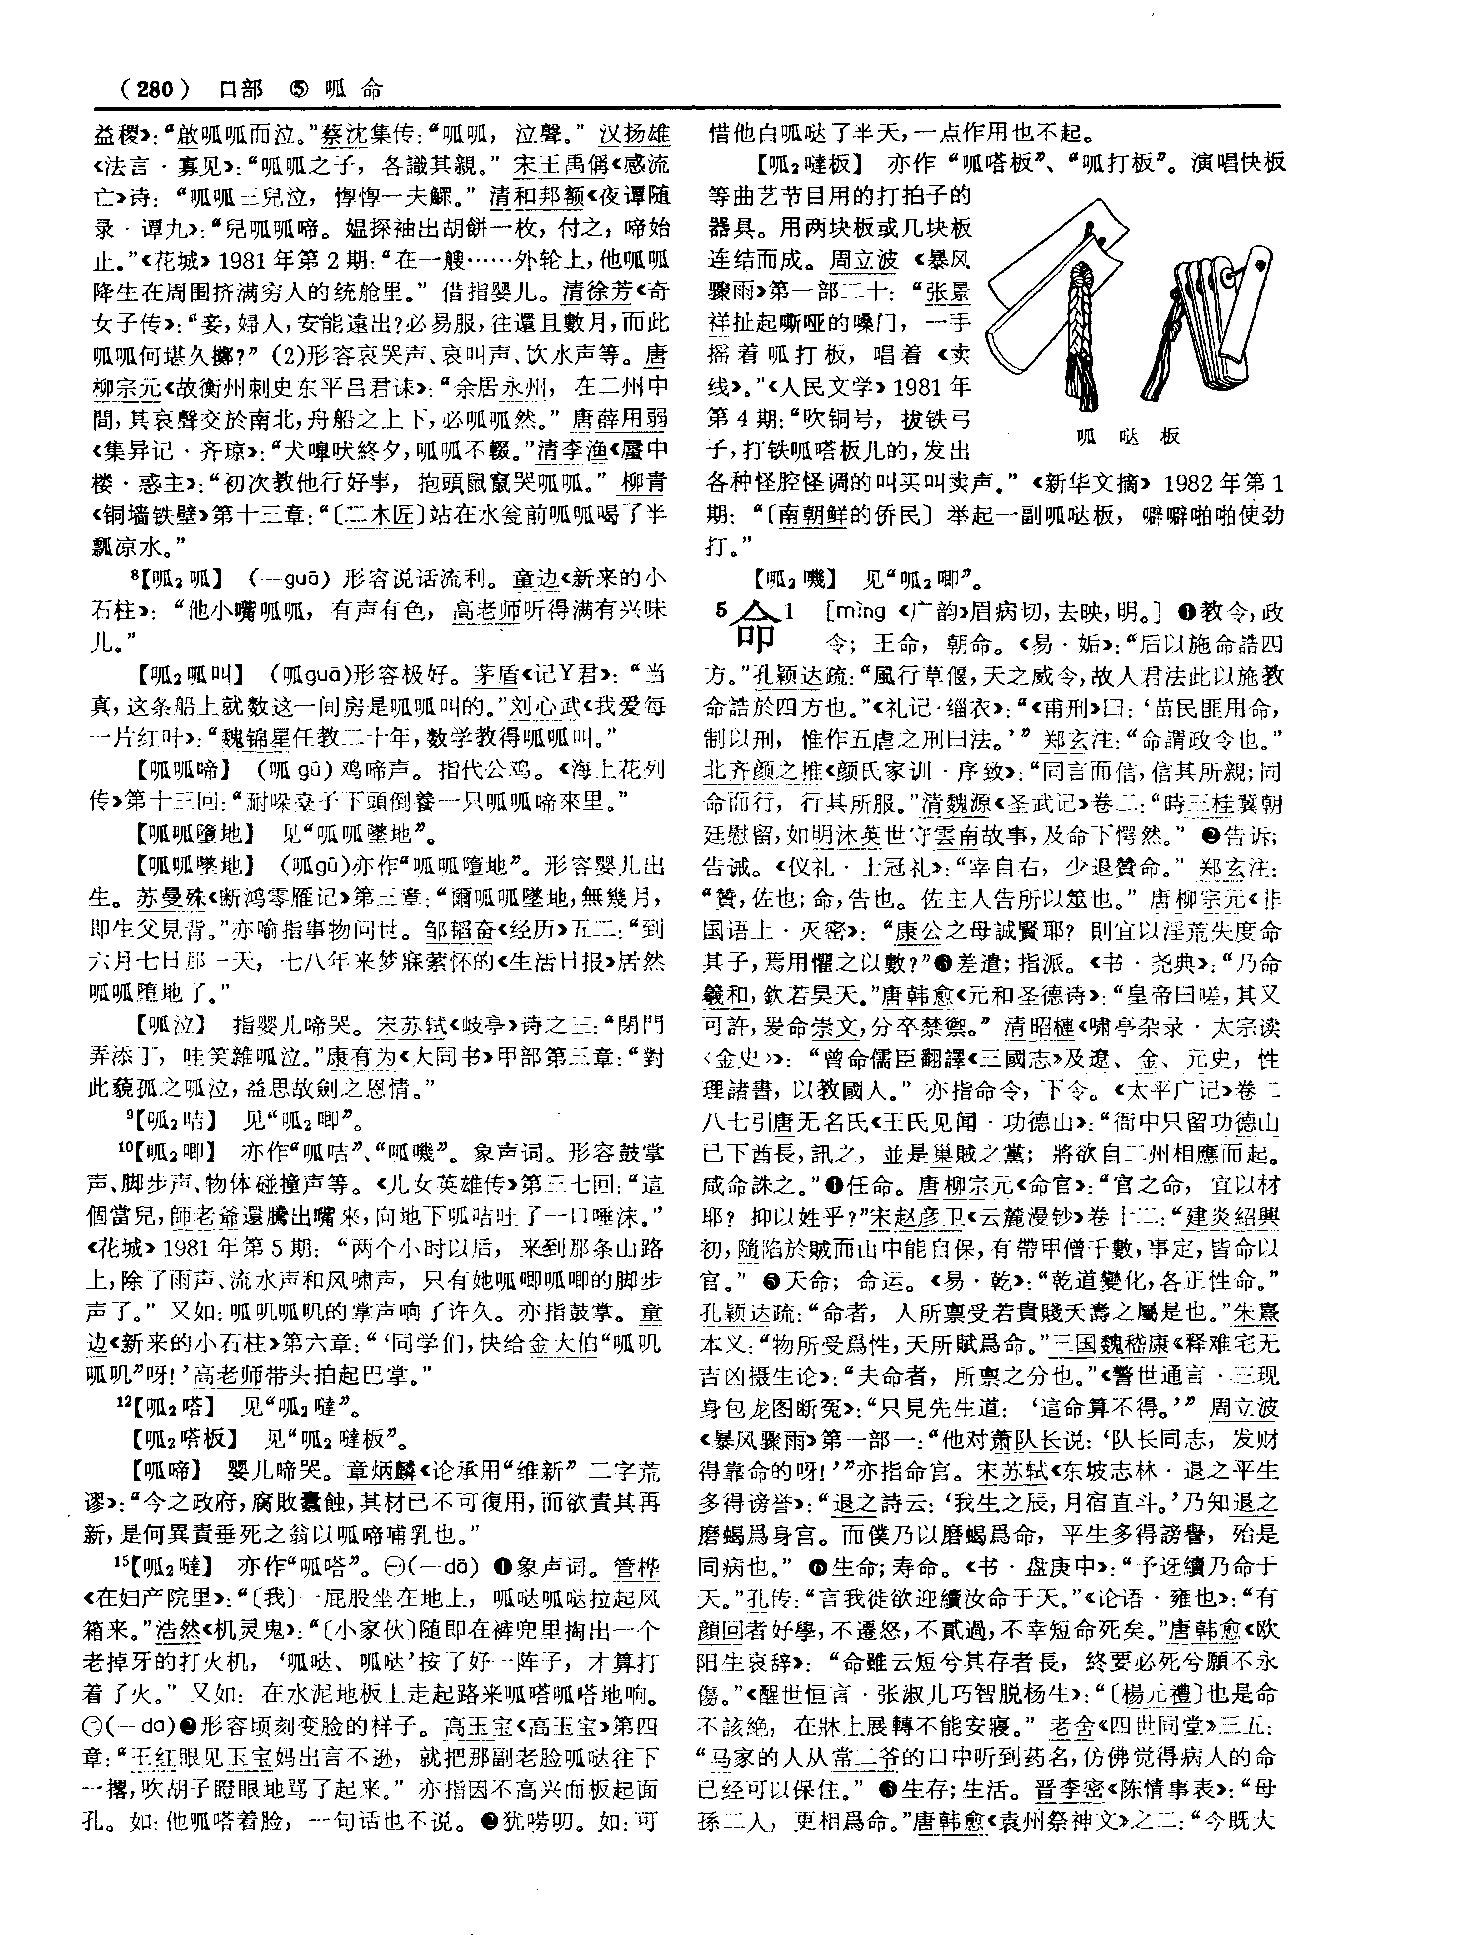 （280） 口部 ⑤ 呱 命
益稷》：“啟呱呱而泣。”蔡沈集传：“呱呱，泣聲。” 汉扬雄
《法言·寡见》：“呱呱之子，各識其親。” 宋王禹偁《感流
亡》诗：“呱呱三兒泣，惸惸一夫鰥。” 清和邦额《夜谭随
录·谭九》：“兒呱呱啼。媪探袖出胡餅一枚，付之，啼始
止。”《花城》1981年第2期：“在一艘……外轮上，他呱呱
降生在周围挤满穷人的统舱里。” 借指婴儿。清徐芳《奇
女子传》：“妾，婦人，安能遠出？必易服，往還且數月，而此
呱呱何堪久擲？”（2）形容哀哭声、哀叫声、饮水声等。唐
柳宗元《故衡州刺史东平吕君诔》：“余居永州，在二州中
間，其哀聲交於南北，舟船之上下，必呱呱然。” 唐薛用弱
《集异记·齐琼》：“犬嘷吠終夕，呱呱不輟。”清李渔《蜃中
楼·惑主》：“初次教他行好事，抱頭鼠竄哭呱呱。” 柳青
《铜墙铁壁》第十三章：“〔二木匠〕站在水瓮前呱呱喝了半
瓢凉水。”
8【呱2呱】（—guā）形容说话流利。童边《新来的小
石柱》：“他小嘴呱呱，有声有色，高老师听得满有兴味
儿。”
【呱2呱叫】（呱guā）形容极好。茅盾《记Y君》：“当
真，这条船上就数这一间房是呱呱叫的。”刘心武《我爱每
一片红叶》：“魏锦星任教二十年，数学教得呱呱叫。”
【呱呱啼】（呱gū）鸡啼声。指代公鸡。《海上花列
传》第十三回：“耐哚臺子下頭倒養一只呱呱啼來里。”
【呱呱墮地】 见“呱呱墜地”。
【呱呱墜地】（呱gū）亦作“呱呱墮地”。形容婴儿出
生。苏曼殊《断鸿零雁记》第三章：“爾呱呱墜地，無幾月，
即生父見背。”亦喻指事物问世。邹韬奋《经历》五二：“到
六月七日那一天，七八年来梦寐萦怀的《生活日报》居然
呱呱堕地了。”
【呱泣】 指婴儿啼哭。宋苏轼《岐亭》诗之三：“閉門
弄添丁，哇笑雜呱泣。”康有为《大同书》甲部第二章：“對
此藐孤之呱泣，益思故劍之恩情。”
9【呱2咭】 见“呱2唧”。
10【呱2唧】 亦作“呱咭”、“呱嘰”。象声词。形容鼓掌
声、脚步声、物体碰撞声等。《儿女英雄传》第三七回：“這
個當兒，師老爺還騰出嘴來，向地下呱咭吐了一口唾沫。”
《花城》1981年第5期：“两个小时以后，来到那条山路
上，除了雨声、流水声和风啸声，只有她呱唧呱唧的脚步
声了。” 又如：呱叽呱叽的掌声响了许久。亦指鼓掌。童
边《新来的小石柱》第六章：“‘同学们，快给金大伯“呱叽
呱叽”呀！’高老师带头拍起巴掌。”
12【呱2嗒】 见“呱2噠”。
【呱2嗒板】 见“呱2噠板”。
【呱啼】 婴儿啼哭。章炳麟《论承用“维新” 二字荒
谬》：“今之政府，腐敗蠹蝕，其材已不可復用，而欲責其再
新，是何異責垂死之翁以呱啼哺乳也。”
15【呱2噠】 亦作“呱嗒”。㊀（—dā）❶象声词。管桦
《在妇产院里》：“〔我〕一屁股坐在地上，呱哒呱哒拉起风
箱来。”浩然《机灵鬼》：“〔小家伙〕随即在裤兜里掏出一个
老掉牙的打火机，‘呱哒、呱哒’按了好一阵子，才算打
着了火。” 又如：在水泥地板上走起路来呱嗒呱嗒地响。
㊁（—da）❷形容顷刻变脸的样子。高玉宝《高玉宝》第四
章：“王红眼见玉宝妈出言不逊，就把那副老脸呱哒往下
一撂，吹胡子瞪眼地骂了起来。” 亦指因不高兴而板起面
孔。如：他呱嗒着脸，一句话也不说。❸犹唠叨。如：可
惜他白呱哒了半天，一点作用也不起。
【呱2噠板】 亦作“呱嗒板”、“呱打板”。演唱快板
等曲艺节目用的打拍子的
器具。用两块板或几块板
连结而成。周立波《暴风
骤雨》第一部二十：“张景
祥扯起嘶哑的嗓门，一手
摇着呱打板，唱着《卖
线》。”《人民文学》1981年
第4期：“吹铜号，拔铁弓
子，打铁呱嗒板儿的，发出
呱哒板
各种怪腔怪调的叫买叫卖声。”《新华文摘》1982年第1
期：“〔南朝鲜的侨民〕举起一副呱哒板，噼噼啪啪使劲
打。”
【呱2嘰】 见“呱2唧”。
5命1 ［mìng《广韵》眉病切，去映，明。］❶教令，政
令；王命，朝命。《易·姤》：“后以施命誥四
方。”孔颖达疏：“風行草偃，天之威令，故人君法此以施教
命誥於四方也。”《礼记·缁衣》：“《甫刑》曰：‘苗民匪用命，
制以刑，惟作五虐之刑曰法。’” 郑玄注：“命謂政令也。”
北齐颜之推《颜氏家训·序致》：“同言而信，信其所親；同
命而行，行其所服。”清魏源《圣武记》卷二：“時三桂冀朝
廷慰留，如明沐英世守雲南故事，及命下愕然。” ❷告诉；
告诫。《仪礼·士冠礼》：“宰自右，少退贊命。” 郑玄注：
“贊，佐也；命，告也。佐主人告所以筮也。” 唐柳宗元《非
国语上·灭密》：“康公之母誠賢耶？則宜以淫荒失度命
其子，焉用懼之以數？”❸差遣；指派。《书·尧典》：“乃命
羲和，欽若昊天。”唐韩愈《元和圣德诗》：“皇帝曰嗟，其又
可許，爰命崇文，分卒禁禦。” 清昭槤《啸亭杂录·太宗读
〈金史〉》：“曾命儒臣翻譯《三國志》及遼、金、元史，性
理諸書，以教國人。” 亦指命令，下令。《太平广记》卷二
八七引唐无名氏《王氏见闻·功德山》：“衙中只留功德山
已下酋長，訊之，並是巢賊之黨；將欲自二州相應而起。
咸命誅之。”❹任命。唐柳宗元《命官》：“官之命，宜以材
耶？抑以姓乎？”宋赵彦卫《云麓漫钞》卷十二：“建炎紹興
初，隨陷於賊而山中能自保，有帶甲僧千數，事定，皆命以
官。” ❺天命；命运。《易·乾》：“乾道變化，各正性命。”
孔颖达疏：“命者，人所禀受若貴賤夭壽之屬是也。”朱熹
本义：“物所受爲性，天所賦爲命。”三国魏嵇康《释难宅无
吉凶摄生论》：“夫命者，所禀之分也。”《警世通言·三现
身包龙图断冤》：“只見先生道：‘這命算不得。’” 周立波
《暴风骤雨》第一部一：“他对萧队长说：‘队长同志，发财
得靠命的呀！’”亦指命宫。宋苏轼《东坡志林·退之平生
多得谤誉》：“退之詩云：‘我生之辰，月宿直斗。’乃知退之
磨蝎爲身宫。而僕乃以磨蝎爲命，平生多得謗譽，殆是
同病也。” ❻生命；寿命。《书·盘庚中》：“予迓續乃命于
天。”孔传：“言我徙欲迎續汝命于天。”《论语·雍也》：“有
顔回者好學，不遷怒，不貳過，不幸短命死矣。”唐韩愈《欧
阳生哀辞》：“命雖云短兮其存者長，終要必死兮願不永
傷。”《醒世恒言·张淑儿巧智脱杨生》：“〔楊元禮〕也是命
不該絶，在牀上展轉不能安寢。” 老舍《四世同堂》三五：
“马家的人从常二爷的口中听到药名，仿佛觉得病人的命
已经可以保住。” ❼生存；生活。晋李密《陈情事表》：“母
孫二人，更相爲命。”唐韩愈《袁州祭神文》之二：“今既大